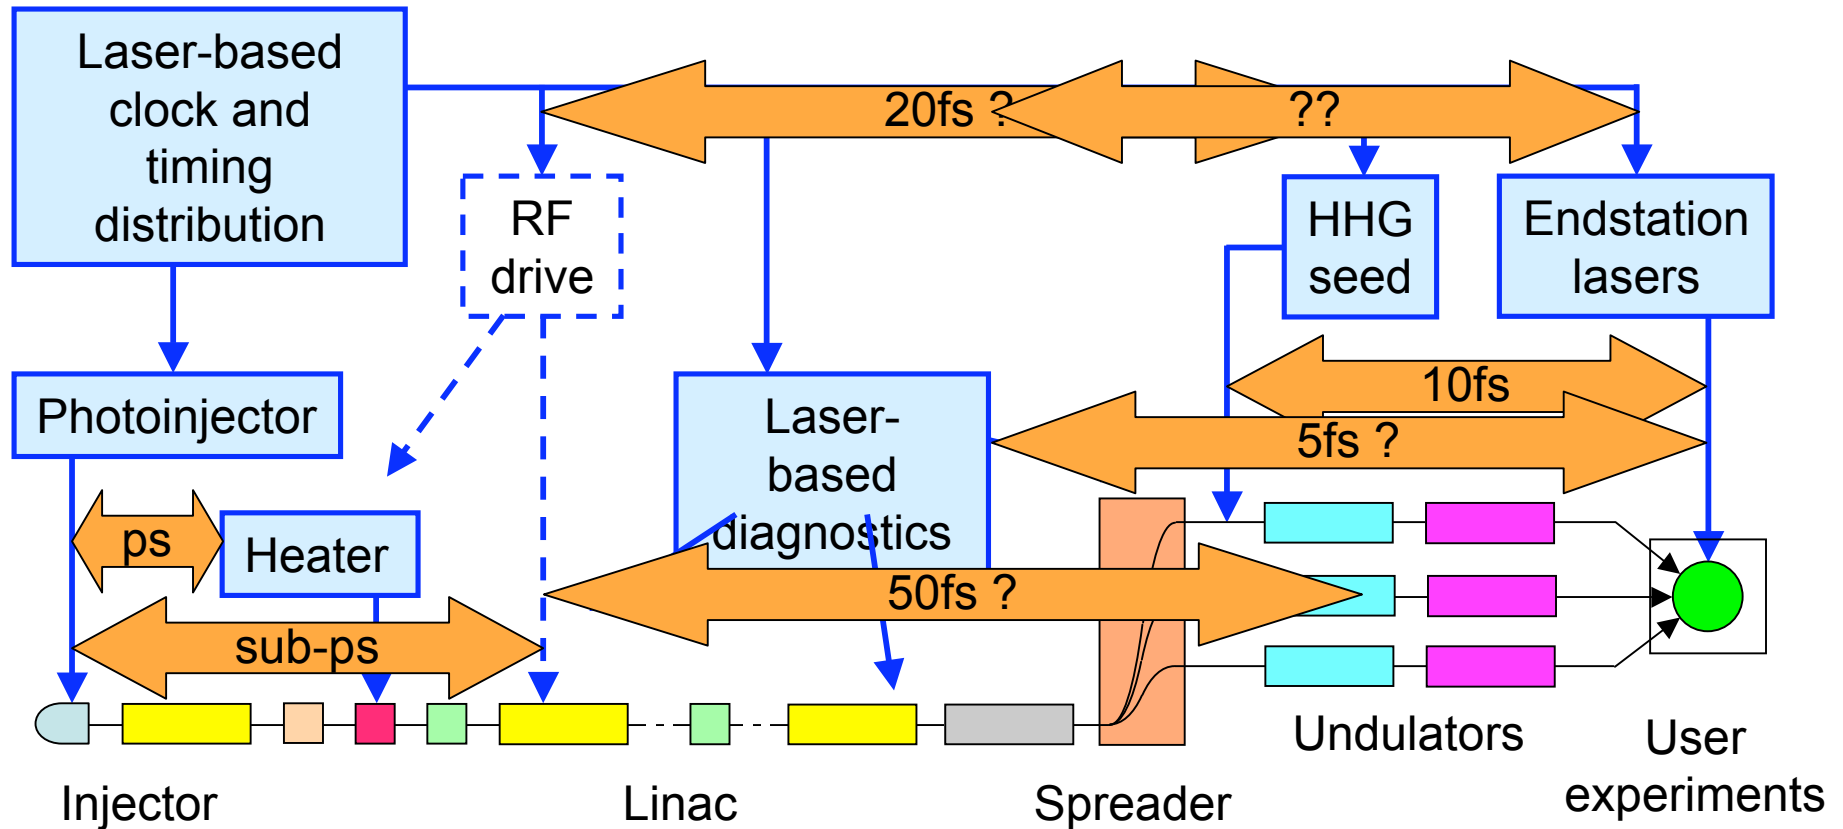 Laser-based
clock and
timing
distribution
20fs ?
??
RF
drive
HHG
seed
Endstation
lasers
10fs
5fs ?
Photoinjector
Laser-
based
diagnostics
ps
Heater
50fs ?
sub-ps
Undulators
User
experiments
Injector
Linac
Spreader